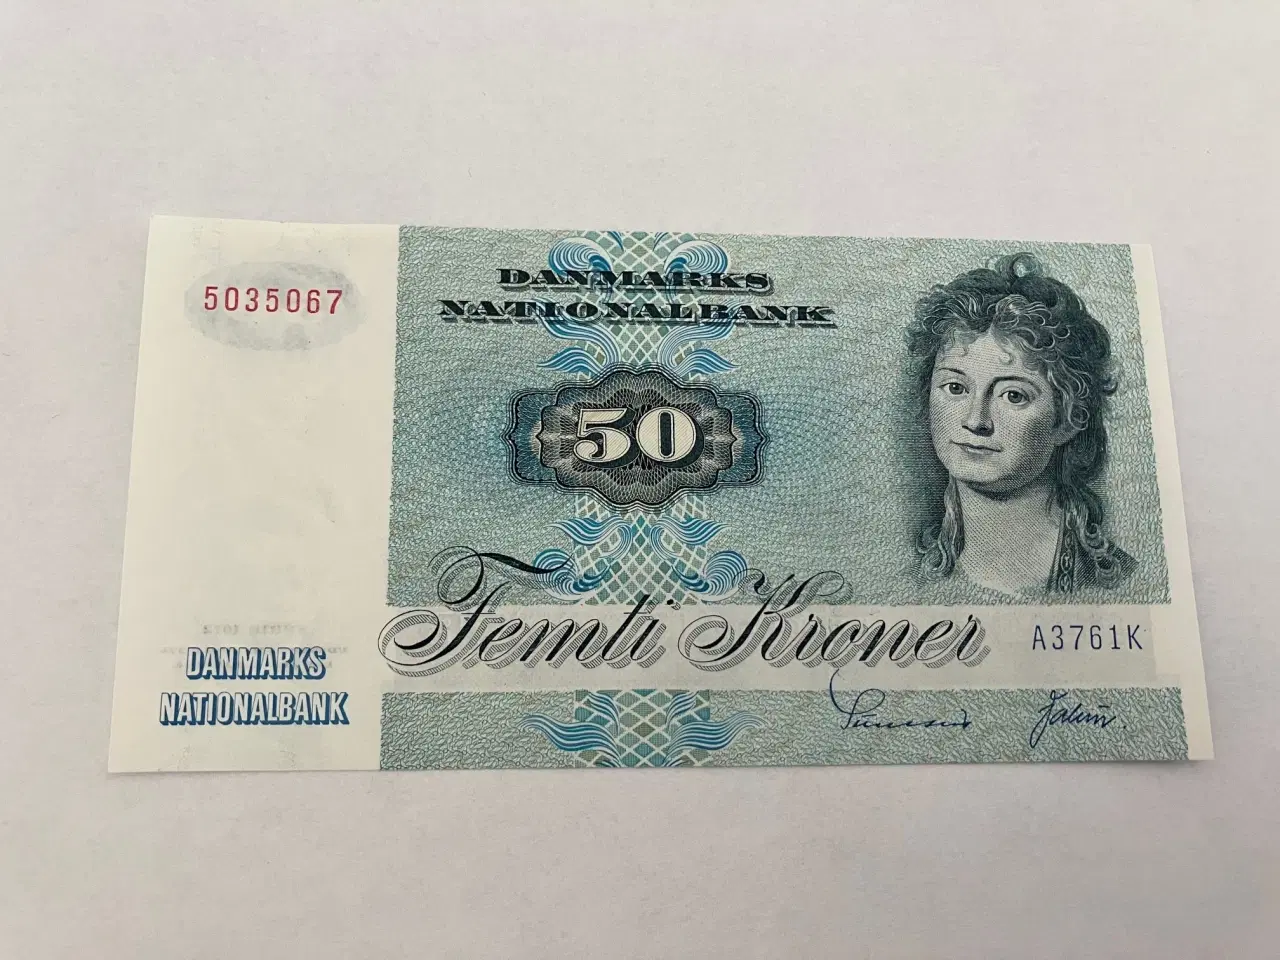 5035067
DANMARKS
NATIONALBANK
50
Femti Kroner
A3761K
DANMARKS
NATIONALBANK